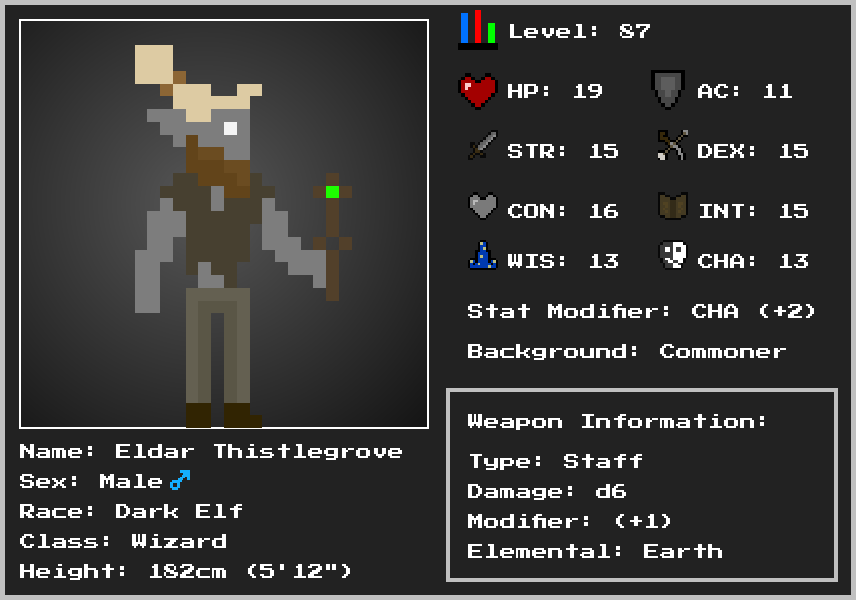 Level: 87
HP: 19
AC: 11
STR: 15
DEX: 15
CON: 16
INT: 15
WIS: 13
CHA: 13
Stat Modifier: CHA (+2)
Background: Commoner
Name: Eldar Thistlegrove
Sex: Male ♂
Race: Dark Elf
Class: Wizard
Height: 182cm (5'12")
Weapon Information:
Type: Staff
Damage: d6
Modifier: (+1)
Elemental: Earth